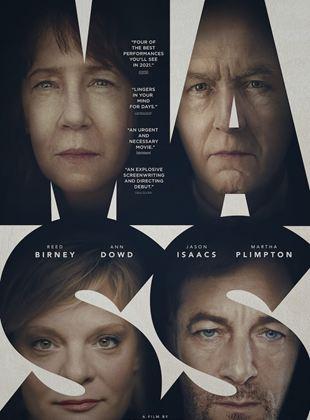 MASS
"FOUR OF
THE BEST
PERFORMANCES
YOU'LL SEE
IN 2021."
"LINGERS
IN YOUR
MIND
FOR DAYS."
"AN URGENT
AND
NECESSARY
MOVIE."
"AN EXPLOSIVE
SCREENWRITING
AND DIRECTING
DEBUT."
REED BIRNEY
ANN DOWD
JASON ISAACS
MARTHA PLIMPTON
A FILM BY